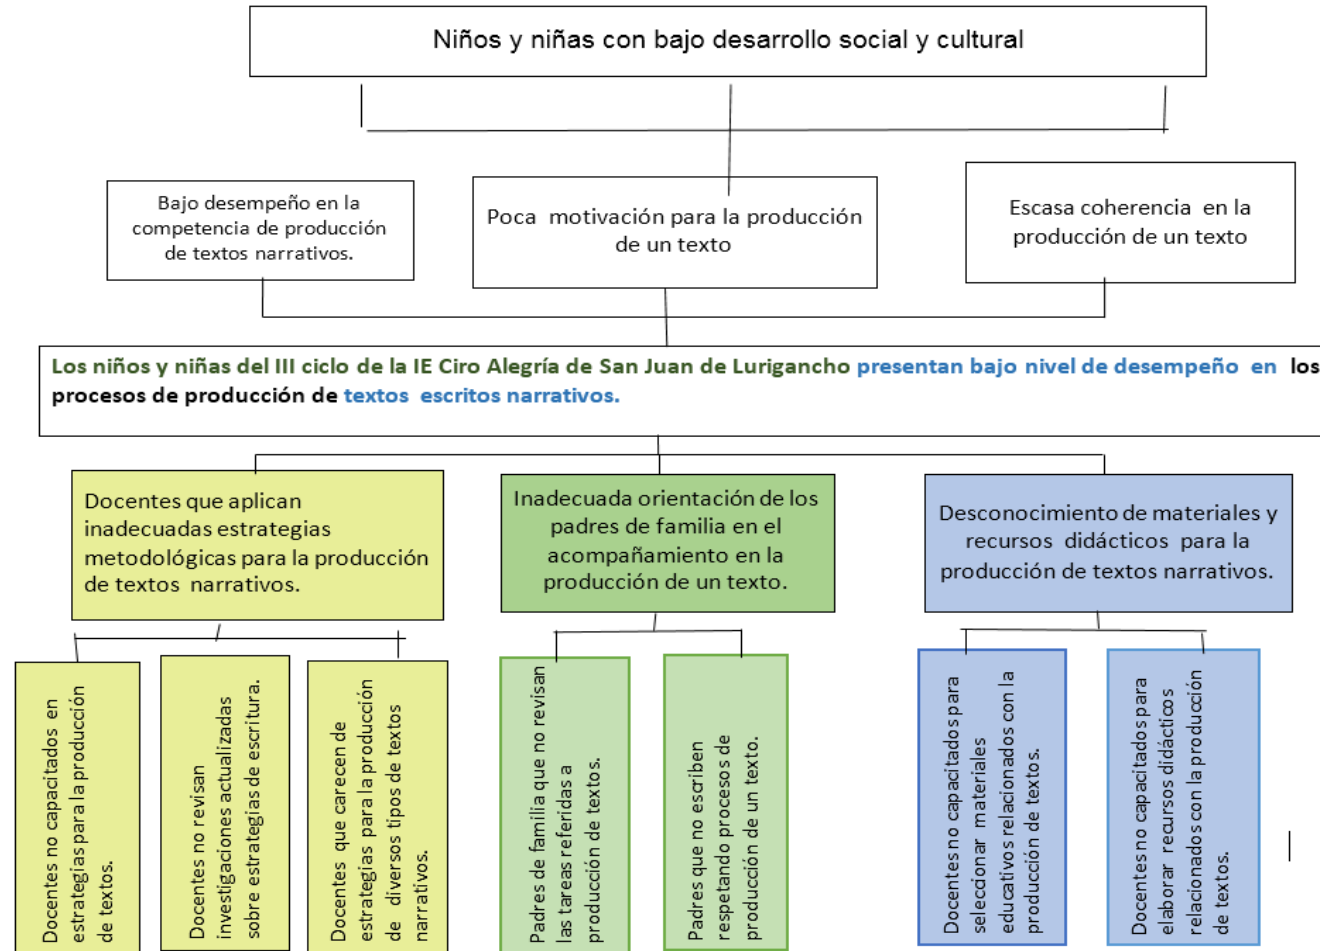 Niños y niñas con bajo desarrollo social y cultural
Bajo desempeño en la
competencia de producción
de textos narrativos.
Poca motivación para la producción
de un texto
Escasa coherencia en la
producción de un texto
Los niños y niñas del III ciclo de la IE Ciro Alegría de San Juan de Lurigancho presentan bajo nivel de desempeño en los
procesos de producción de textos escritos narrativos.
Docentes que aplican
inadecuadas estrategias
metodológicas para la producción
de textos narrativos.
Inadecuada orientación de los
padres de familia en el
acompañamiento en la
producción de un texto.
Desconocimiento de materiales y
recursos didácticos para la
producción de textos narrativos.
Docentes no capacitados en
estrategias para la producción
de textos.
Docentes no revisan
investigaciones actualizadas
sobre estrategias de escritura.
Docentes que carecen de
estrategias para la producción
de diversos tipos de textos
narrativos.
Padres de familia que no revisan
las tareas referidas a
producción de textos.
Padres que no escriben
respetando procesos de
producción de un texto.
Docentes no capacitados para
seleccionar materiales
educativos relacionados con la
producción de textos.
Docentes no capacitados para
elaborar recursos didácticos
relacionados con la producción
de textos.